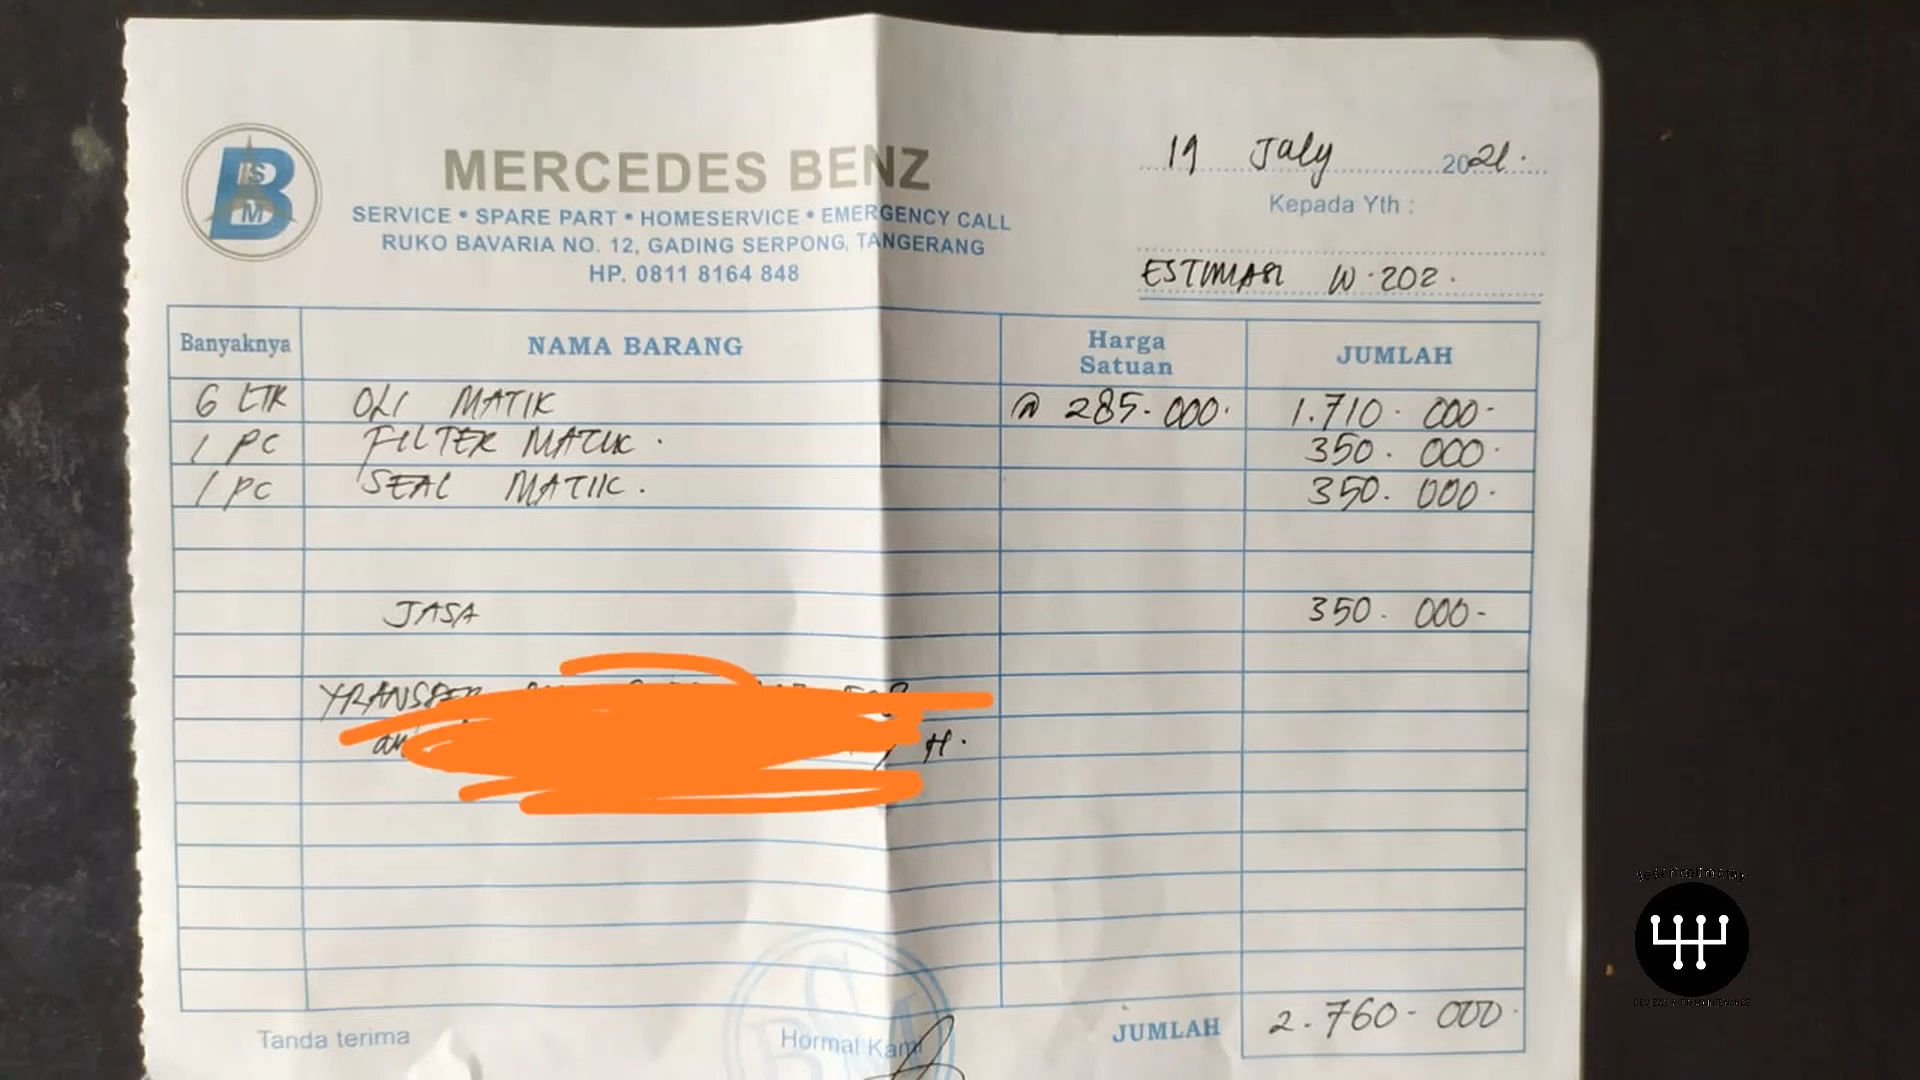 B
IS
M
MERCEDES BENZ
SERVICE • SPARE PART • HOMESERVICE • EMERGENCY CALL
RUKO BAVARIA NO. 12, GADING SERPONG, TANGERANG
HP. 0811 8164 848
19 July 2021.
Kepada Yth :
ESTIMASI W.202.
Banyaknya NAMA BARANG Harga Satuan JUMLAH
6 LTR OLI MATIK @ 285.000. 1.710.000-
1 PC FILTER MATIK. 350.000-
1 PC SEAL MATIK. 350.000-
JASA 350.000-
TRANSFER
an H.
Tanda terima Hormat Kami JUMLAH 2.760.000-